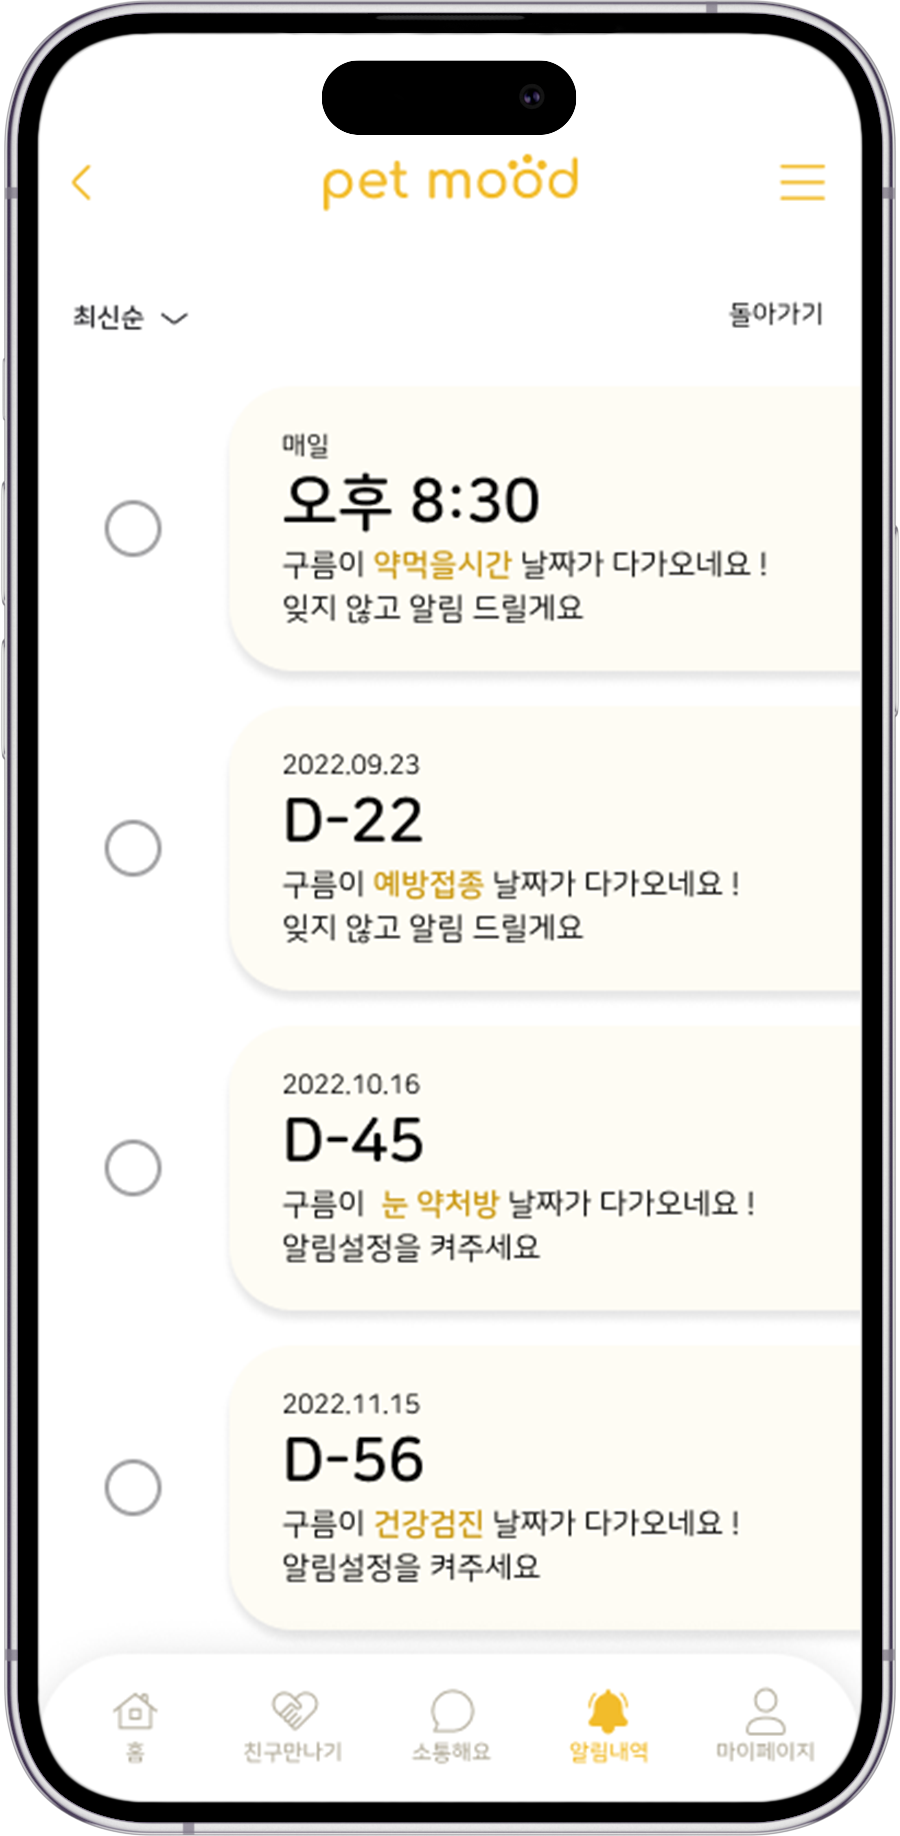 pet mood
최신순
돌아가기
매일
오후 8:30
구름이 약먹을시간 날짜가 다가오네요 !
잊지 않고 알림 드릴게요
2022.09.23
D-22
구름이 예방접종 날짜가 다가오네요 !
잊지 않고 알림 드릴게요
2022.10.16
D-45
구름이 눈 약처방 날짜가 다가오네요 !
알림설정을 켜주세요
2022.11.15
D-56
구름이 건강검진 날짜가 다가오네요 !
알림설정을 켜주세요
홈
친구만나기
소통해요
알림내역
마이페이지